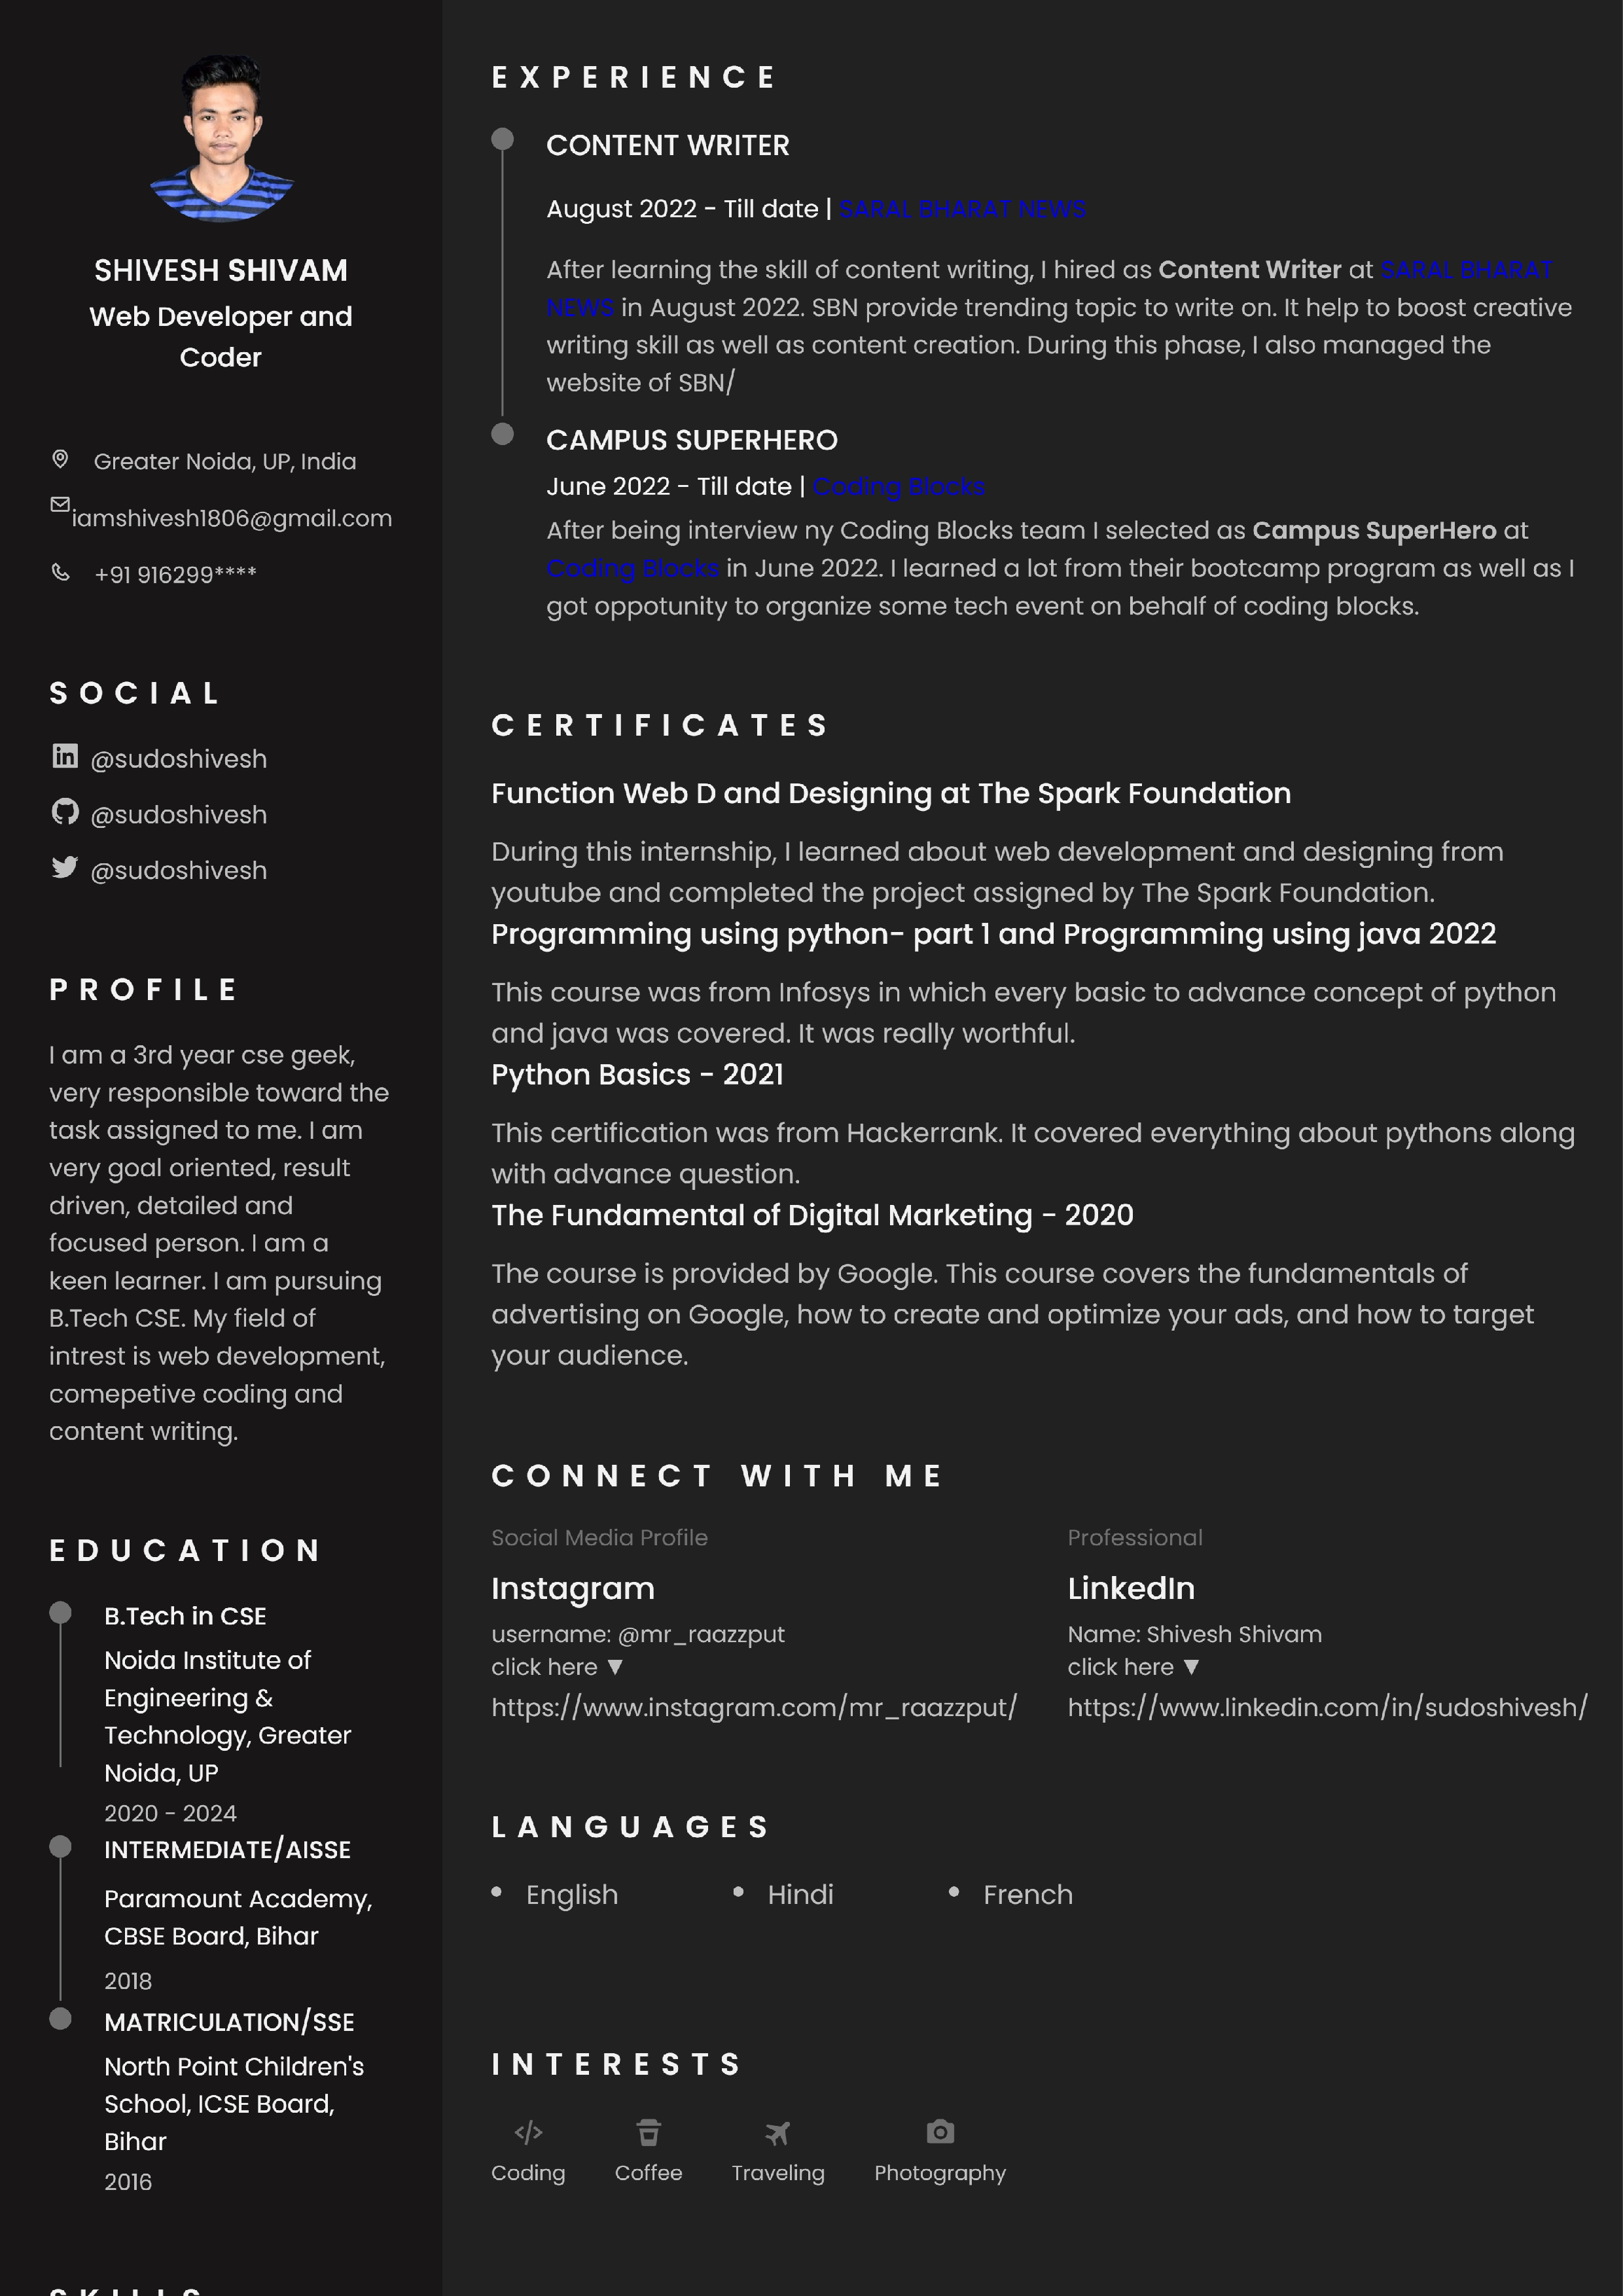 SHIVESH SHIVAM
Web Developer and
Coder
Greater Noida, UP, India
iamshivesh1806@gmail.com
+91 916299****
SOCIAL
@sudoshivesh
@sudoshivesh
@sudoshivesh
PROFILE
I am a 3rd year cse geek,
very responsible toward the
task assigned to me. I am
very goal oriented, result
driven, detailed and
focused person. I am a
keen learner. I am pursuing
B.Tech CSE. My field of
intrest is web development,
comepetive coding and
content writing.
EDUCATION
B.Tech in CSE
Noida Institute of
Engineering &
Technology, Greater
Noida, UP
2020 - 2024
INTERMEDIATE/AISSE
Paramount Academy,
CBSE Board, Bihar
2018
MATRICULATION/SSE
North Point Children's
School, ICSE Board,
Bihar
2016
SKILLS
EXPERIENCE
CONTENT WRITER
August 2022 - Till date | SARAL BHARAT NEWS
After learning the skill of content writing, I hired as Content Writer at SARAL BHARAT
NEWS in August 2022. SBN provide trending topic to write on. It help to boost creative
writing skill as well as content creation. During this phase, I also managed the
website of SBN/
CAMPUS SUPERHERO
June 2022 - Till date | Coding Blocks
After being interview ny Coding Blocks team I selected as Campus SuperHero at
Coding Blocks in June 2022. I learned a lot from their bootcamp program as well as I
got oppotunity to organize some tech event on behalf of coding blocks.
CERTIFICATES
Function Web D and Designing at The Spark Foundation
During this internship, I learned about web development and designing from
youtube and completed the project assigned by The Spark Foundation.
Programming using python- part 1 and Programming using java 2022
This course was from Infosys in which every basic to advance concept of python
and java was covered. It was really worthful.
Python Basics - 2021
This certification was from Hackerrank. It covered everything about pythons along
with advance question.
The Fundamental of Digital Marketing - 2020
The course is provided by Google. This course covers the fundamentals of
advertising on Google, how to create and optimize your ads, and how to target
your audience.
CONNECT WITH ME
Social Media Profile
Instagram
username: @mr_raazzput
click here ▼
https://www.instagram.com/mr_raazzput/
Professional
LinkedIn
Name: Shivesh Shivam
click here ▼
https://www.linkedin.com/in/sudoshivesh/
LANGUAGES
English Hindi French
INTERESTS
Coding Coffee Traveling Photography